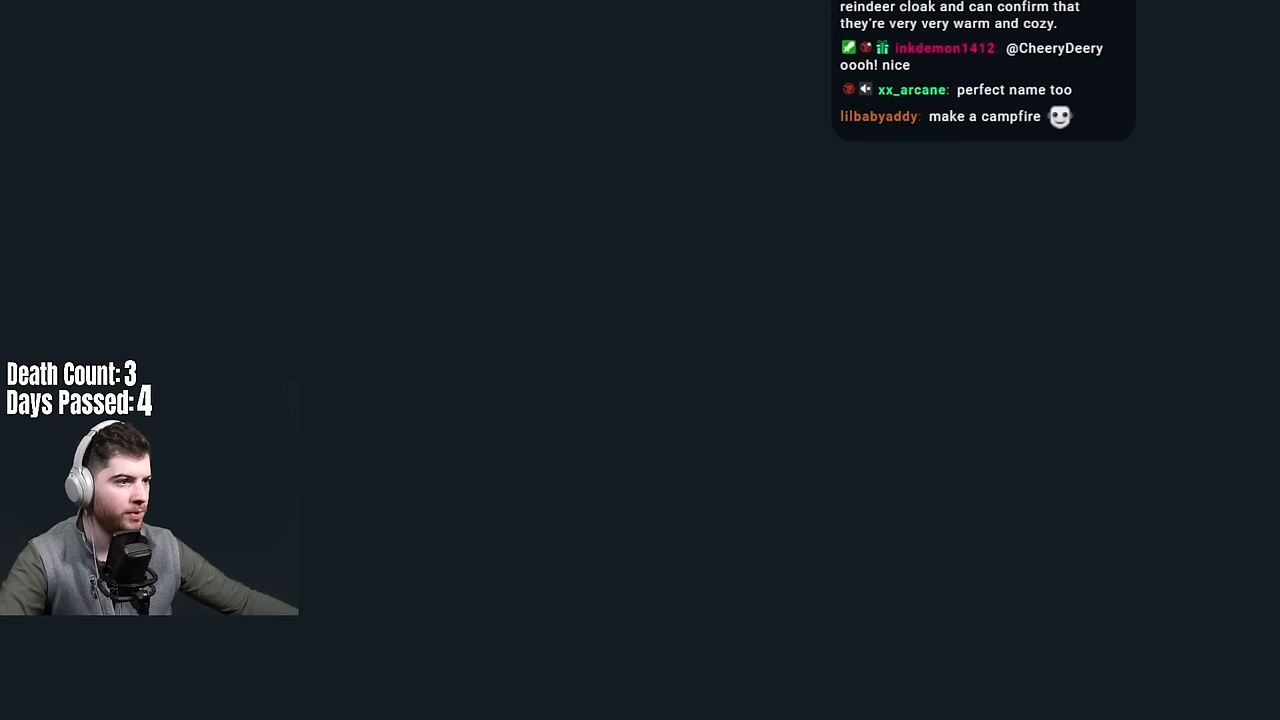 reindeer cloak and can confirm that
they're very very warm and cozy.
inkdemon1412: @CheeryDeery
oooh! nice
xx_arcane: perfect name too
lilbabyaddy: make a campfire
Death Count: 3
Days Passed: 4